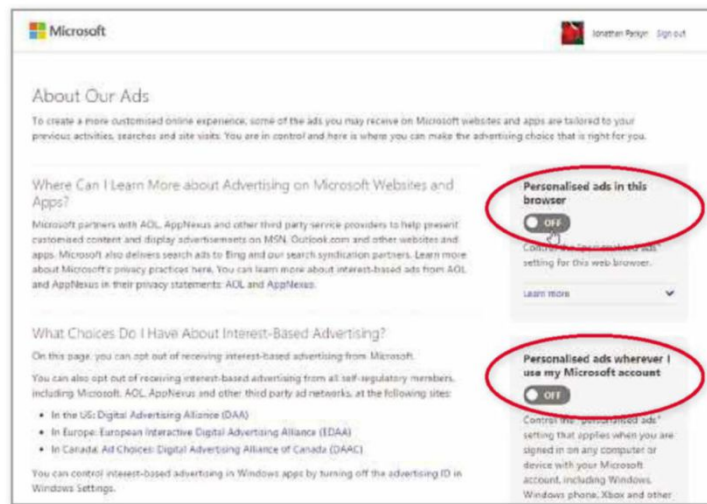 Microsoft
Jonathan Parkyn Sign out
About Our Ads
To create a more customised online experience, some of the ads you may receive on Microsoft websites and apps are tailored to your
previous activities, searches and site visits. You are in control and here is where you can make the advertising choice that is right for you.
Where Can I Learn More about Advertising on Microsoft Websites and
Apps?
Microsoft partners with AOL, AppNexus and other third party service providers to help present
customised content and display advertisements on MSN, Outlook.com and other websites and
apps. Microsoft also delivers search ads to Bing and our search syndication partners. Learn more
about Microsoft's privacy practices here. You can learn more about interest-based ads from AOL
and AppNexus in their privacy statements: AOL and AppNexus.
What Choices Do I Have About Interest-Based Advertising?
On this page, you can opt out of receiving interest-based advertising from Microsoft.
You can also opt out of receiving interest-based advertising from all self-regulatory members,
including Microsoft, AOL, AppNexus and other third party ad networks, at the following sites:
• In the US: Digital Advertising Alliance (DAA)
• In Europe: European Interactive Digital Advertising Alliance (EDAA)
• In Canada: Ad Choices: Digital Advertising Alliance of Canada (DAAC)
You can control interest-based advertising in Windows apps by turning off the advertising ID in
Windows Settings.
Personalised ads in this
browser
OFF
Control the "personalised ads"
setting for this web browser.
Learn more
Personalised ads wherever I
use my Microsoft account
OFF
Control the "personalised ads"
setting that applies when you are
signed in on any computer or
device with your Microsoft
account, including Windows,
Windows phone, Xbox and other